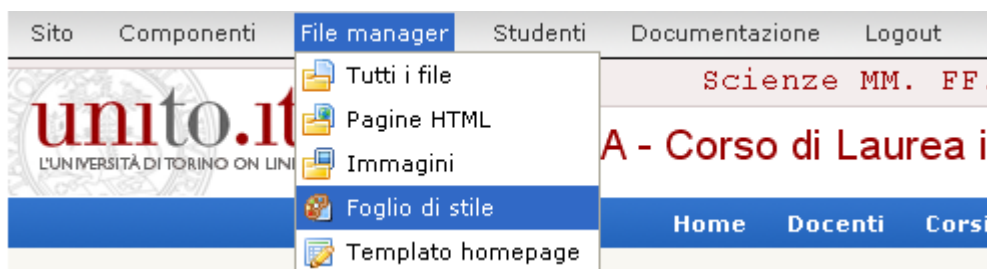 Sito Componenti File manager Studenti Documentazione Logout
Tutti i file
Scienze MM. FF.
unito.it
Pagine HTML
L'UNIVERSITÀ DI TORINO ON LIN
A - Corso di Laurea i
Immagini
Foglio di stile
Home Docenti Corsi
Templato homepage